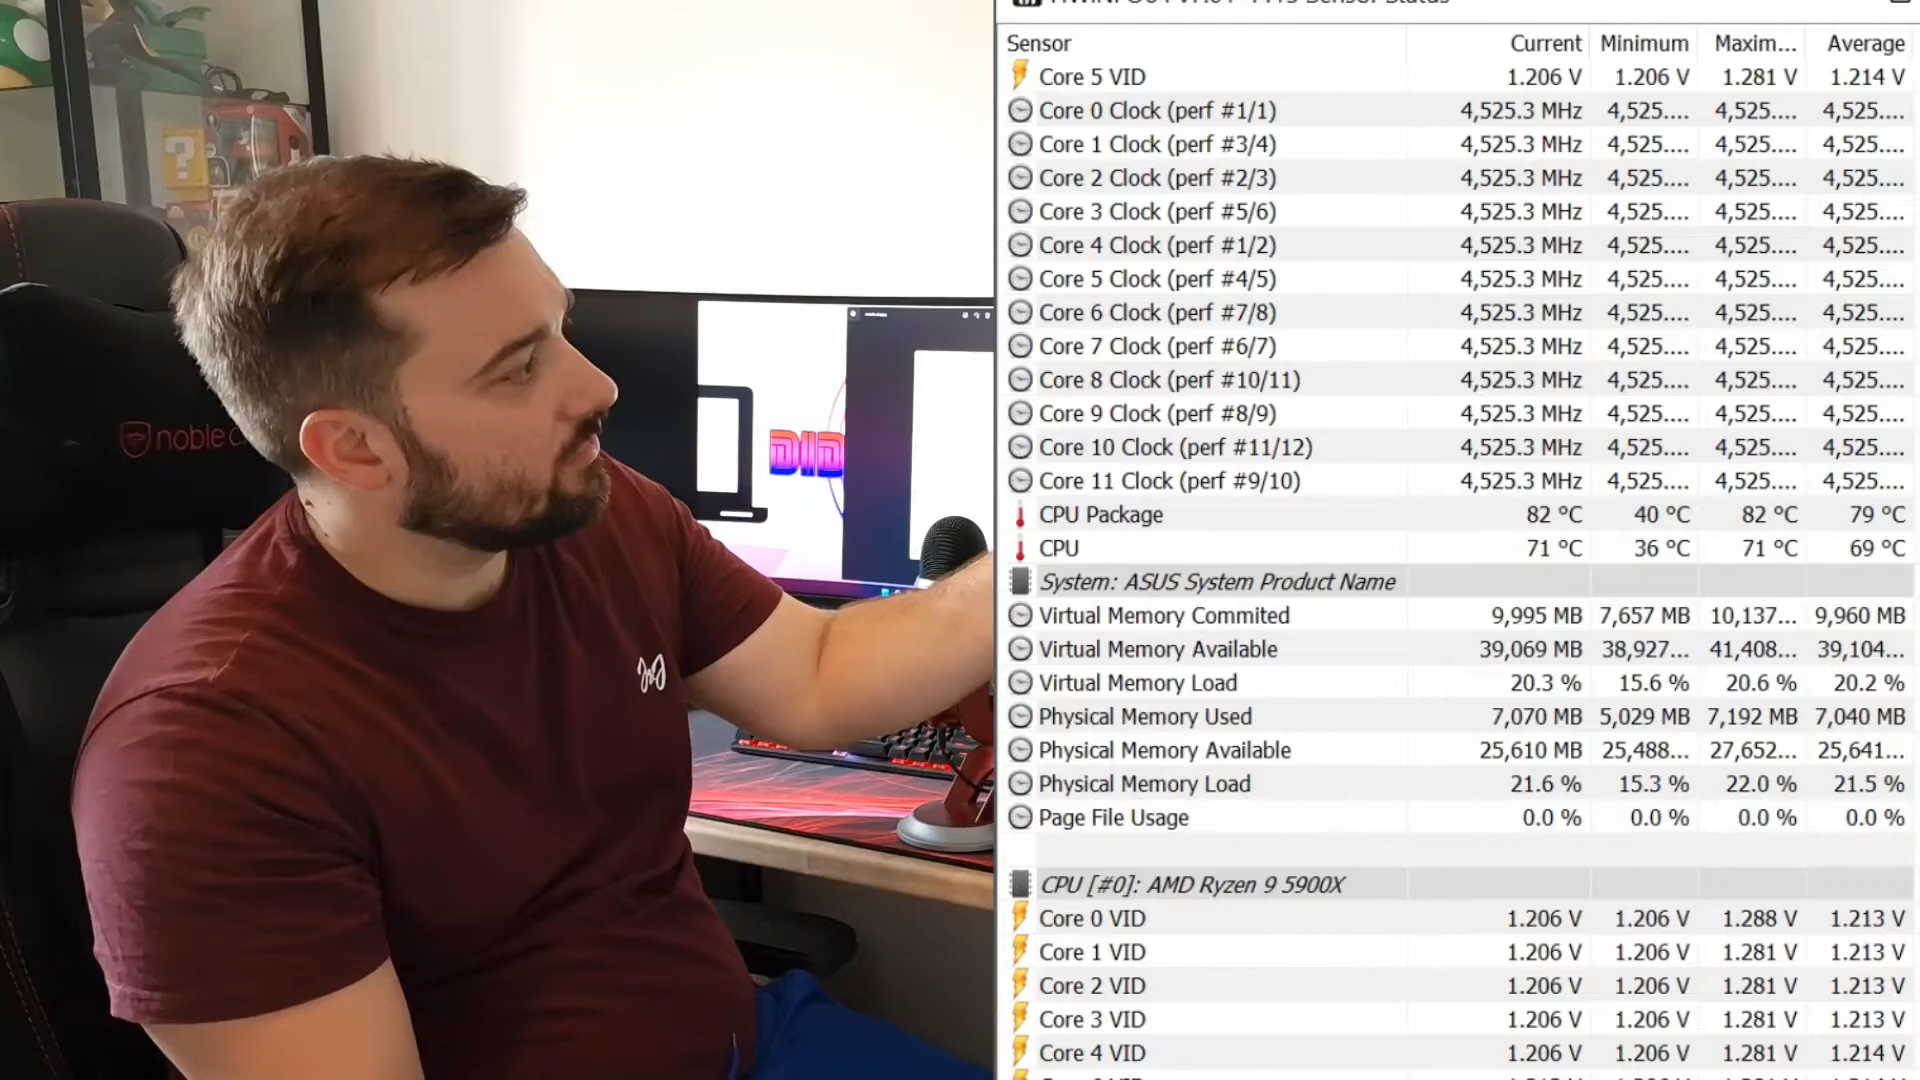 Sensor Current Minimum Maxim... Average
Core 5 VID 1.206 V 1.206 V 1.281 V 1.214 V
Core 0 Clock (perf #1/1) 4,525.3 MHz 4,525.... 4,525.... 4,525....
Core 1 Clock (perf #3/4) 4,525.3 MHz 4,525.... 4,525.... 4,525....
Core 2 Clock (perf #2/3) 4,525.3 MHz 4,525.... 4,525.... 4,525....
Core 3 Clock (perf #5/6) 4,525.3 MHz 4,525.... 4,525.... 4,525....
Core 4 Clock (perf #1/2) 4,525.3 MHz 4,525.... 4,525.... 4,525....
Core 5 Clock (perf #4/5) 4,525.3 MHz 4,525.... 4,525.... 4,525....
Core 6 Clock (perf #7/8) 4,525.3 MHz 4,525.... 4,525.... 4,525....
Core 7 Clock (perf #6/7) 4,525.3 MHz 4,525.... 4,525.... 4,525....
Core 8 Clock (perf #10/11) 4,525.3 MHz 4,525.... 4,525.... 4,525....
Core 9 Clock (perf #8/9) 4,525.3 MHz 4,525.... 4,525.... 4,525....
Core 10 Clock (perf #11/12) 4,525.3 MHz 4,525.... 4,525.... 4,525....
Core 11 Clock (perf #9/10) 4,525.3 MHz 4,525.... 4,525.... 4,525....
CPU Package 82 °C 40 °C 82 °C 79 °C
CPU 71 °C 36 °C 71 °C 69 °C
System: ASUS System Product Name
Virtual Memory Commited 9,995 MB 7,657 MB 10,137... 9,960 MB
Virtual Memory Available 39,069 MB 38,927... 41,408... 39,104...
Virtual Memory Load 20.3 % 15.6 % 20.6 % 20.2 %
Physical Memory Used 7,070 MB 5,029 MB 7,192 MB 7,040 MB
Physical Memory Available 25,610 MB 25,488... 27,652... 25,641...
Physical Memory Load 21.6 % 15.3 % 22.0 % 21.5 %
Page File Usage 0.0 % 0.0 % 0.0 % 0.0 %
CPU [#0]: AMD Ryzen 9 5900X
Core 0 VID 1.206 V 1.206 V 1.288 V 1.213 V
Core 1 VID 1.206 V 1.206 V 1.281 V 1.213 V
Core 2 VID 1.206 V 1.206 V 1.281 V 1.213 V
Core 3 VID 1.206 V 1.206 V 1.281 V 1.213 V
Core 4 VID 1.206 V 1.206 V 1.281 V 1.214 V
noble
DID
J&J
?